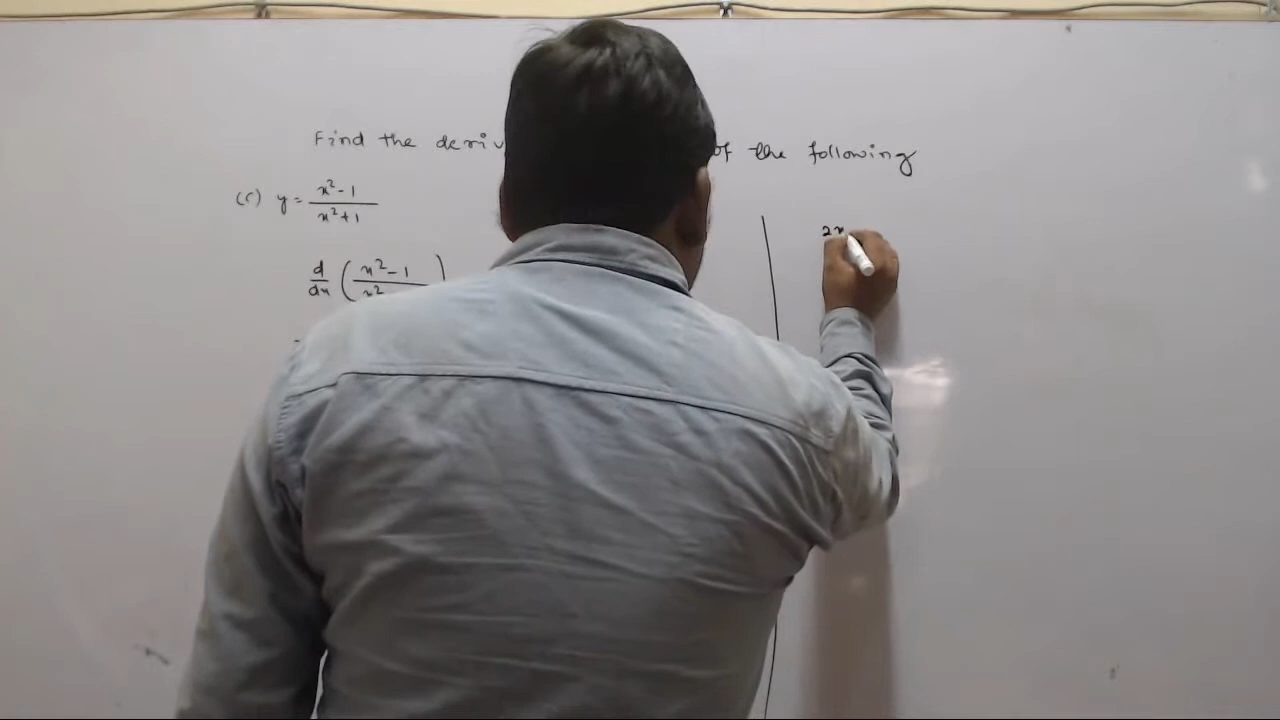 Find the deriv of the following
(c) y = x²-1 / x²+1
d/dx (x²-1 / x² )
2x